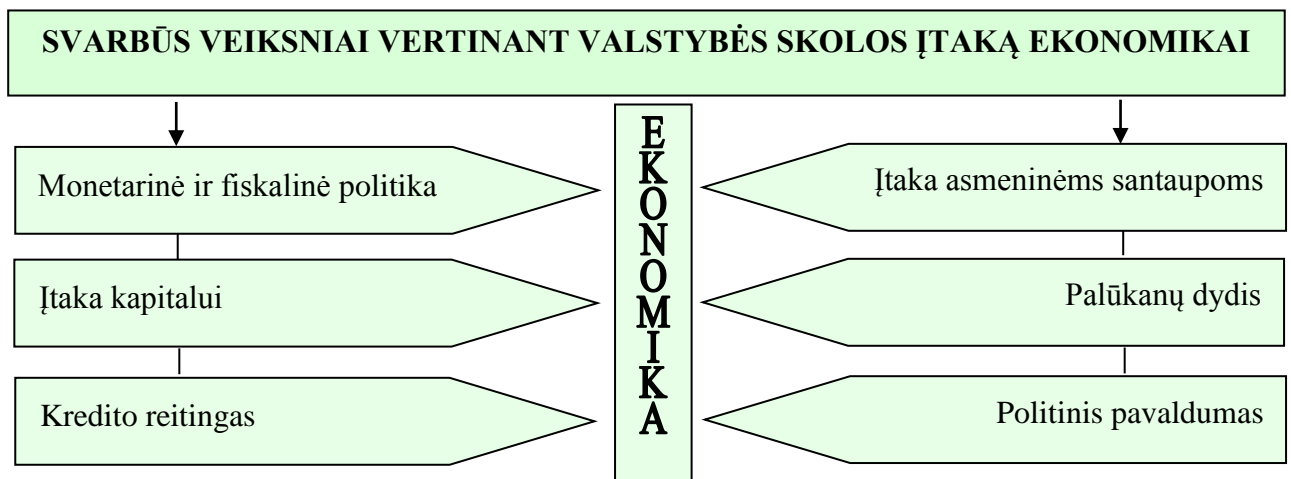 SVARBŪS VEIKSNIAI VERTINANT VALSTYBĖS SKOLOS ĮTAKĄ EKONOMIKAI
Monetarinė ir fiskalinė politika
Įtaka kapitalui
Kredito reitingas
EKONOMIKA
Įtaka asmeninėms santaupoms
Palūkanų dydis
Politinis pavaldumas